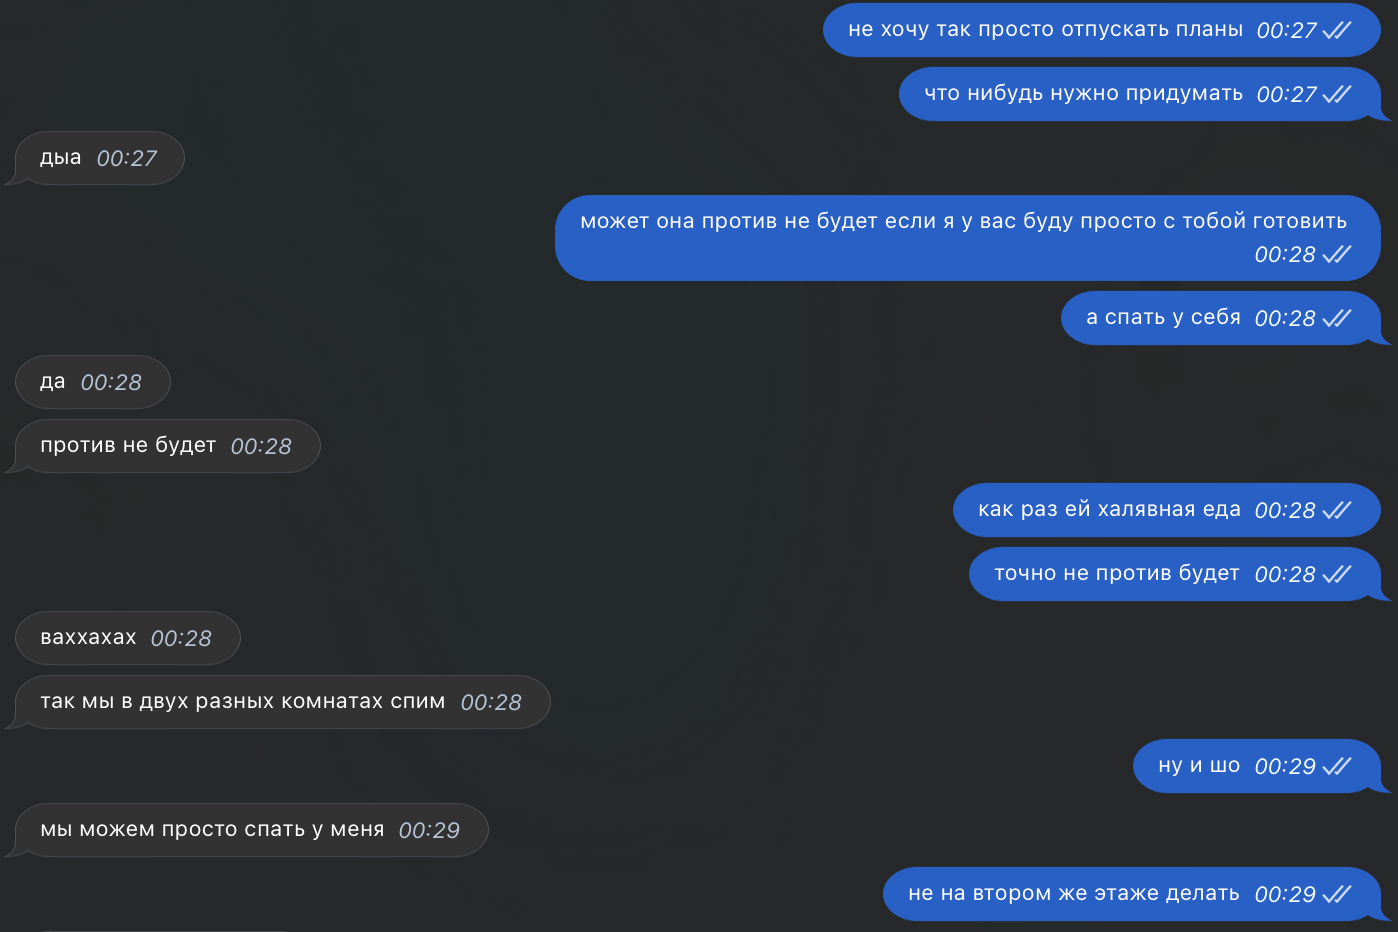 не хочу так просто отпускать планы 00:27
что нибудь нужно придумать 00:27
дыа 00:27
может она против не будет если я у вас буду просто с тобой готовить
00:28
а спать у себя 00:28
да 00:28
против не будет 00:28
как раз ей халявная еда 00:28
точно не против будет 00:28
ваххахах 00:28
так мы в двух разных комнатах спим 00:28
ну и шо 00:29
мы можем просто спать у меня 00:29
не на втором же этаже делать 00:29